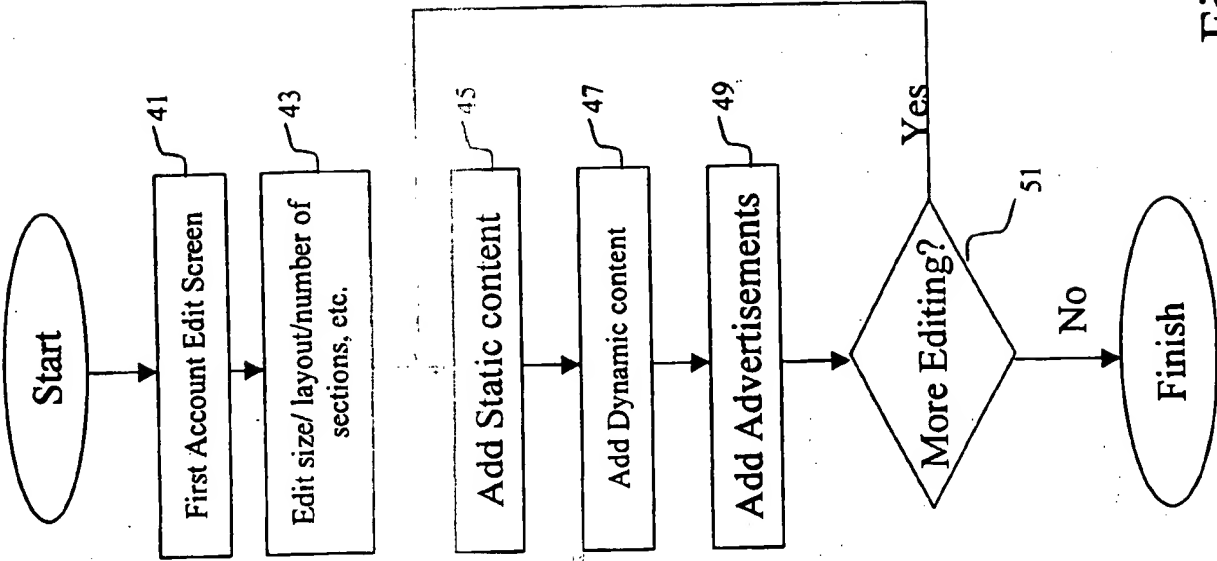 Start
First Account Edit Screen
41
Edit size/ layout/number of
sections, etc.
43
Add Static content
45
Add Dynamic content
47
Add Advertisements
49
More Editing?
51
Yes
No
Finish